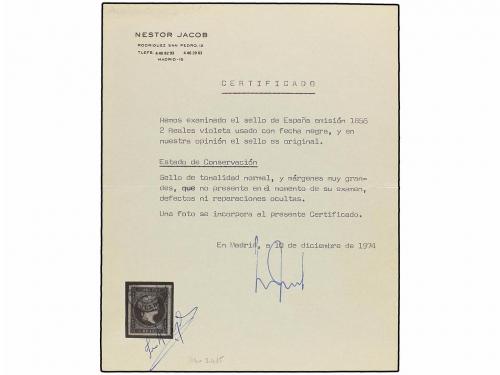 NESTOR JACOB
RODRIGUEZ SAN PEDRO, 13
TLEFS.
MADRID-15
CERTIFICADO
Hemos examinado el sello de España emisión 1855
2 Reales violeta usado con fecha negra, y en
nuestra opinión el sello es original.
Estado de Conservación
Sello de tonalidad normal, y márgenes muy gran-
des, que no presenta en el momento de su examen,
defectos ni reparaciones ocultas.
Una foto se incorpora al presente Certificado.
En Madrid, a 10 diciembre de 1974